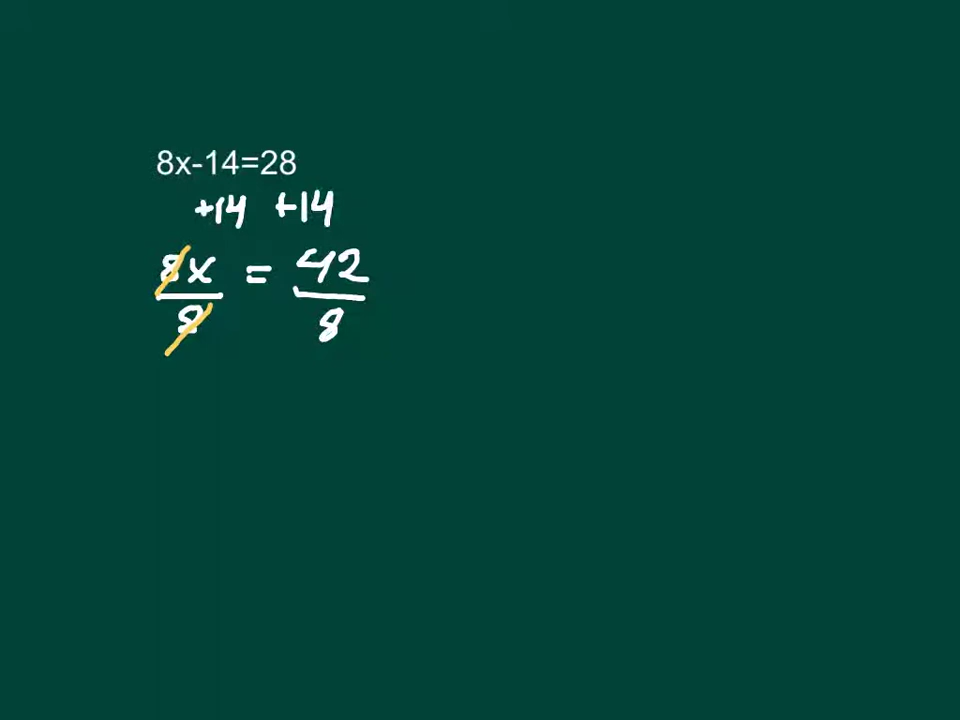 8x-14=28
+14 +14
8x = 42
8 8